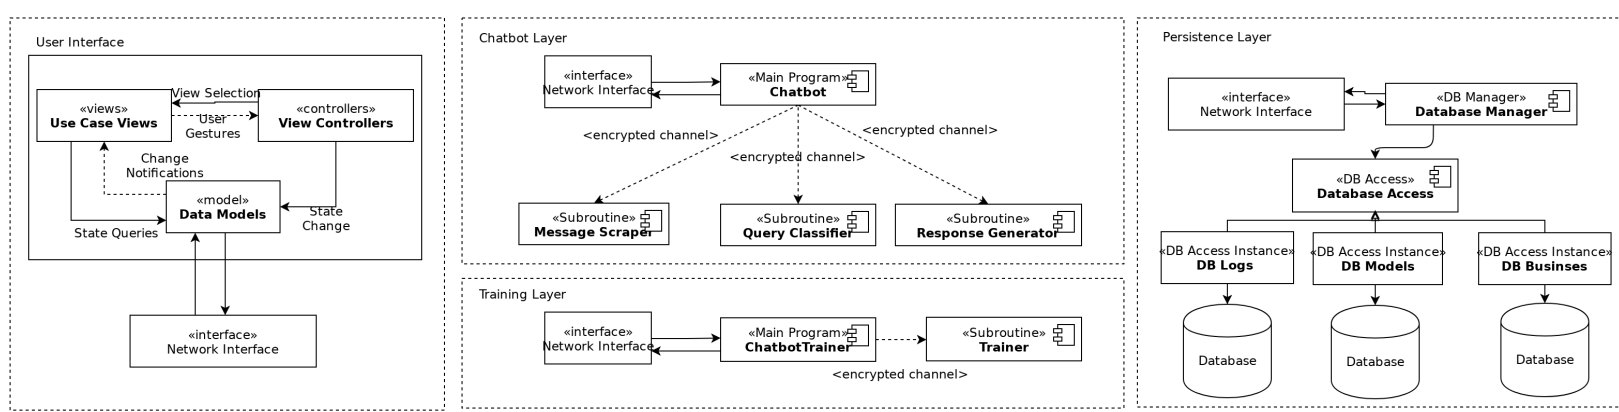 User Interface
«views»
Use Case Views
View Selection
User
Gestures
«controllers»
View Controllers
Change
Notifications
«model»
Data Models
State Queries
State
Change
«interface»
Network Interface
Chatbot Layer
«interface»
Network Interface
«Main Program»
Chatbot
<encrypted channel>
<encrypted channel>
<encrypted channel>
«Subroutine»
Message Scraper
«Subroutine»
Query Classifier
«Subroutine»
Response Generator
Training Layer
«interface»
Network Interface
«Main Program»
ChatbotTrainer
«Subroutine»
Trainer
<encrypted channel>
Persistence Layer
«interface»
Network Interface
«DB Manager»
Database Manager
«DB Access»
Database Access
«DB Access Instance»
DB Logs
«DB Access Instance»
DB Models
«DB Access Instance»
DB Businses
Database
Database
Database